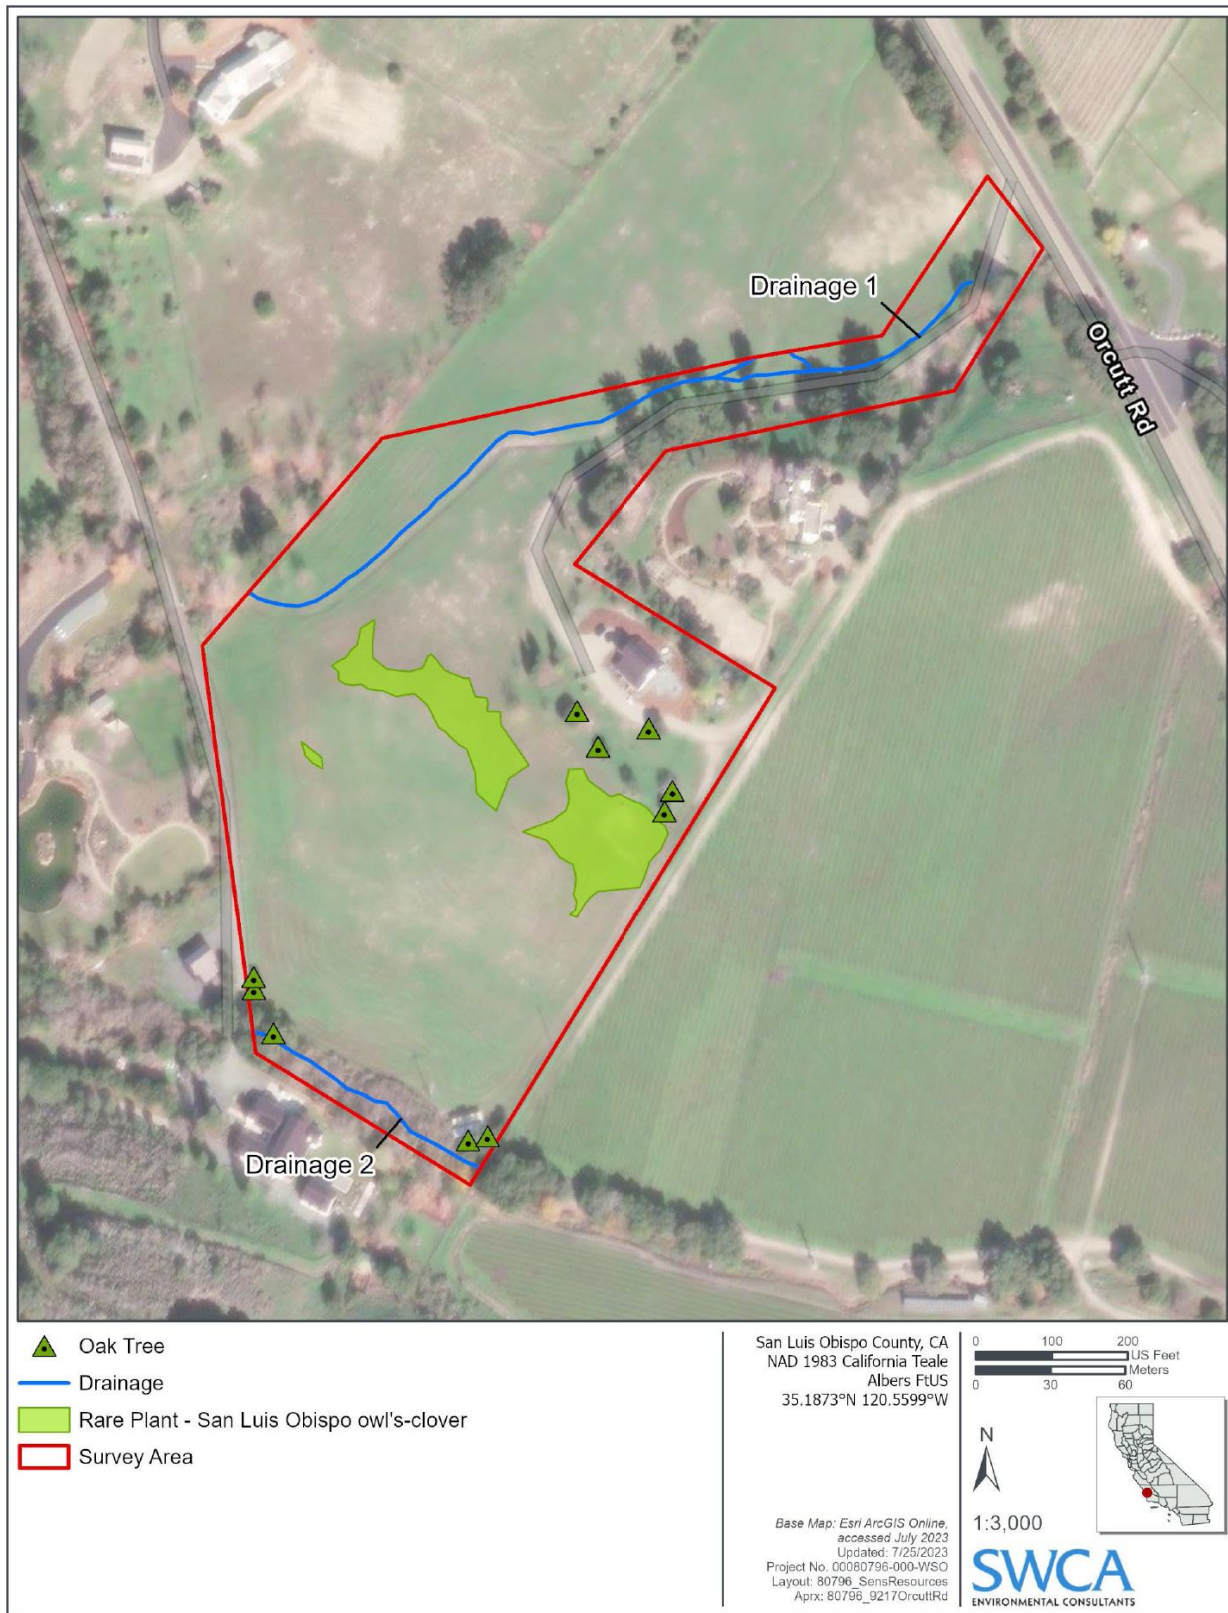 Drainage 1
Orcutt Rd
Drainage 2
Oak Tree
Drainage
Rare Plant - San Luis Obispo owl's-clover
Survey Area
San Luis Obispo County, CA
NAD 1983 California Teale
Albers FtUS
35.1873°N 120.5599°W
Base Map: Esri ArcGIS Online,
accessed July 2023
Updated: 7/25/2023
Project No. 00080796-000-WSO
Layout: 80796_SensResources
Aprx: 80796_9217OrcuttRd
0 100 200
US Feet
Meters
0 30 60
N
1:3,000
SWCA
ENVIRONMENTAL CONSULTANTS